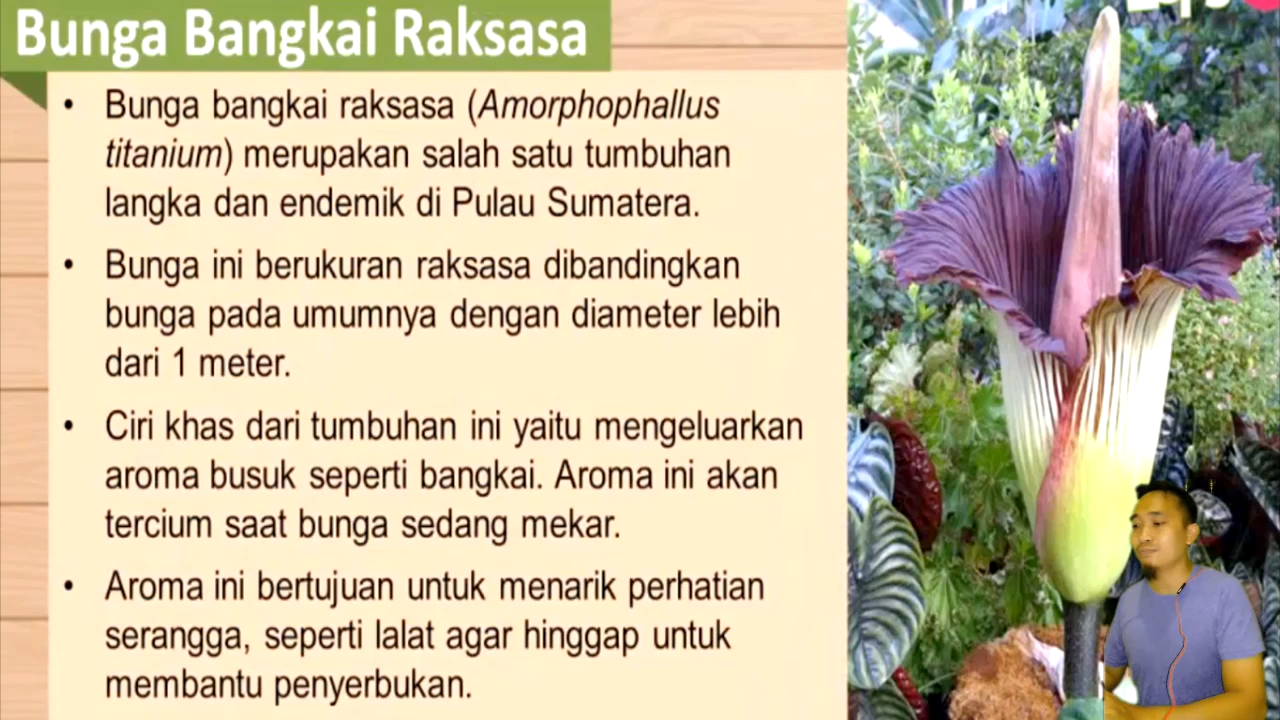 Bunga Bangkai Raksasa
• Bunga bangkai raksasa (Amorphophallus
titanium) merupakan salah satu tumbuhan
langka dan endemik di Pulau Sumatera.
• Bunga ini berukuran raksasa dibandingkan
bunga pada umumnya dengan diameter lebih
dari 1 meter.
• Ciri khas dari tumbuhan ini yaitu mengeluarkan
aroma busuk seperti bangkai. Aroma ini akan
tercium saat bunga sedang mekar.
• Aroma ini bertujuan untuk menarik perhatian
serangga, seperti lalat agar hinggap untuk
membantu penyerbukan.